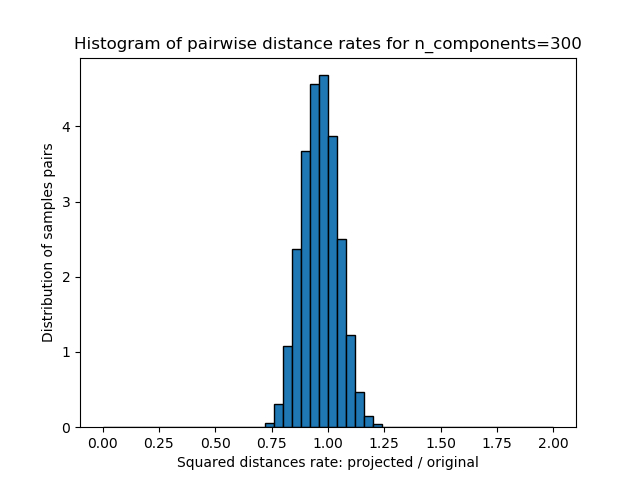 Histogram of pairwise distance rates for n_components=300
Distribution of samples pairs
4
3
2
1
0
0.00 0.25 0.50 0.75 1.00 1.25 1.50 1.75 2.00
Squared distances rate: projected / original